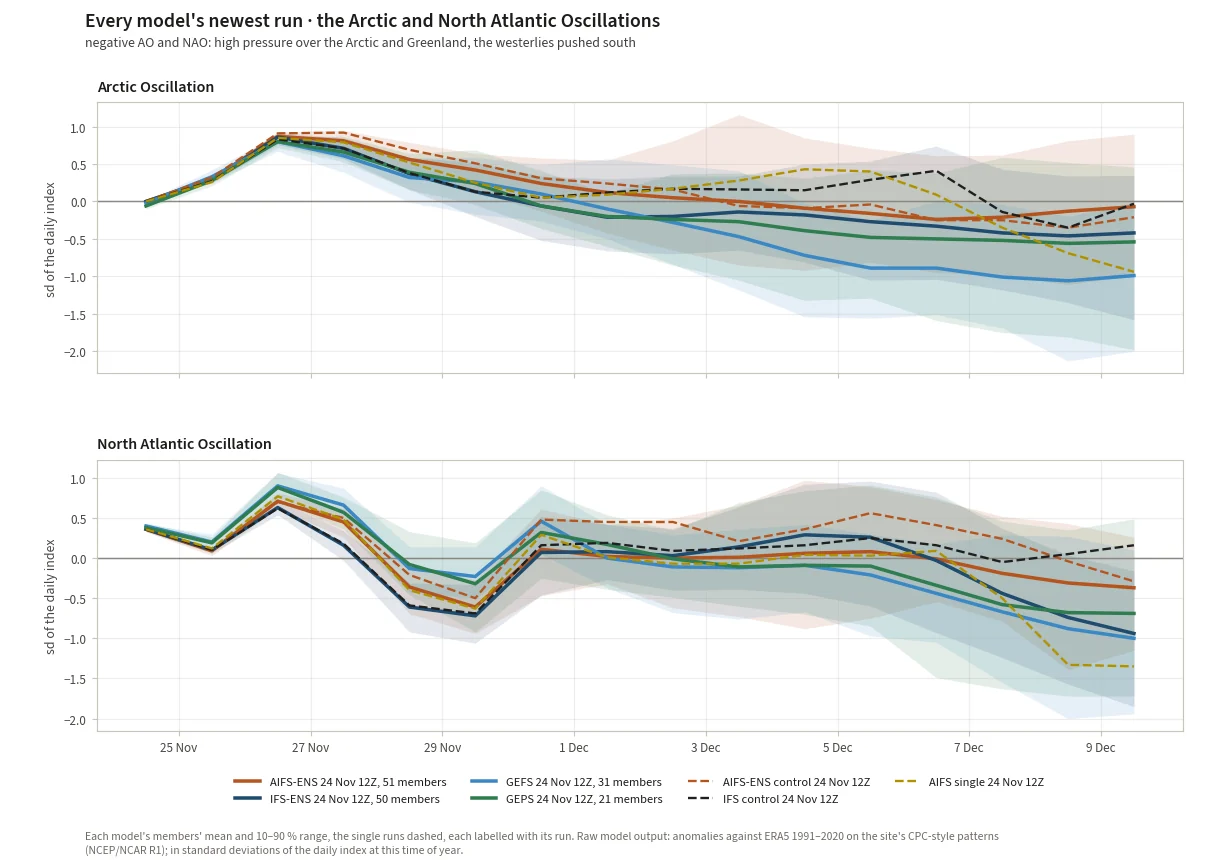 Every model's newest run · the Arctic and North Atlantic Oscillations
negative AO and NAO: high pressure over the Arctic and Greenland, the westerlies pushed south
Arctic Oscillation
sd of the daily index
1.0
0.5
0.0
−0.5
−1.0
−1.5
−2.0
North Atlantic Oscillation
sd of the daily index
1.0
0.5
0.0
−0.5
−1.0
−1.5
−2.0
25 Nov 27 Nov 29 Nov 1 Dec 3 Dec 5 Dec 7 Dec 9 Dec
AIFS-ENS 24 Nov 12Z, 51 members GEFS 24 Nov 12Z, 31 members AIFS-ENS control 24 Nov 12Z AIFS single 24 Nov 12Z
IFS-ENS 24 Nov 12Z, 50 members GEPS 24 Nov 12Z, 21 members IFS control 24 Nov 12Z
Each model's members' mean and 10–90 % range, the single runs dashed, each labelled with its run. Raw model output: anomalies against ERA5 1991–2020 on the site's CPC-style patterns
(NCEP/NCAR R1); in standard deviations of the daily index at this time of year.